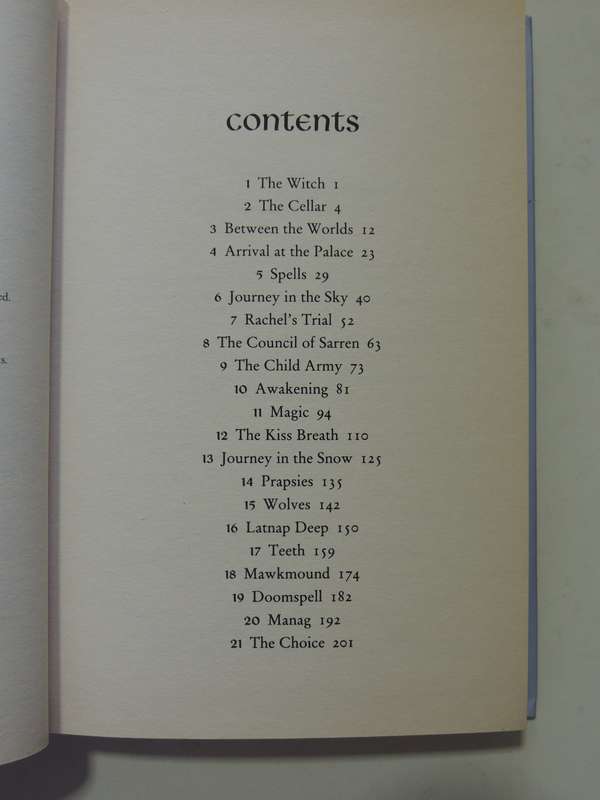 contents
1 The Witch 1
2 The Cellar 4
3 Between the Worlds 12
4 Arrival at the Palace 23
5 Spells 29
6 Journey in the Sky 40
7 Rachel's Trial 52
8 The Council of Sarren 63
9 The Child Army 73
10 Awakening 81
11 Magic 94
12 The Kiss Breath 110
13 Journey in the Snow 125
14 Prapsies 135
15 Wolves 142
16 Latnap Deep 150
17 Teeth 159
18 Mawkmound 174
19 Doomspell 182
20 Manag 192
21 The Choice 201